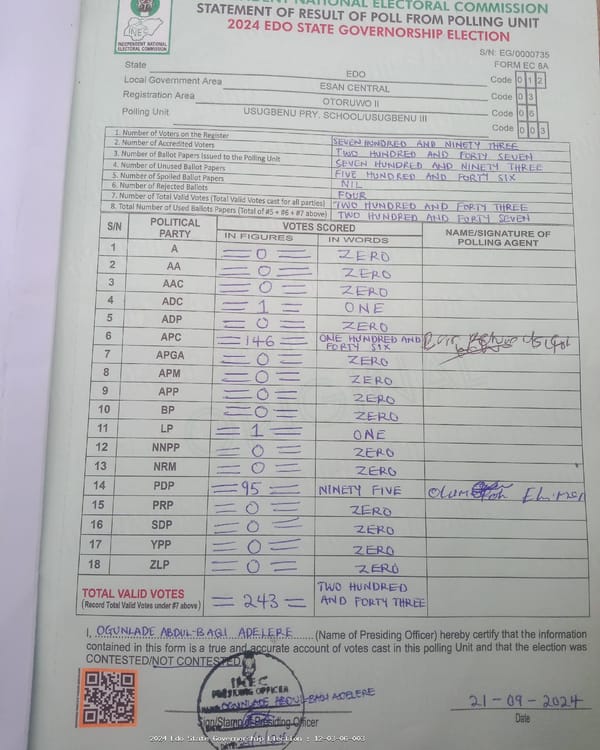 INDEPENDENT NATIONAL ELECTORAL COMMISSION
INEC
INDEPENDENT NATIONAL
ELECTORAL COMMISSION
STATEMENT OF RESULT OF POLL FROM POLLING UNIT
2024 EDO STATE GOVERNORSHIP ELECTION
S/N: EG/0000735
FORM EC 8A
State EDO Code 0 1 2
Local Government Area ESAN CENTRAL Code 0 3
Registration Area OTORUWO II Code 0 6
Polling Unit USUGBENU PRY. SCHOOL/USUGBENU III Code 0 0 3
1. Number of Voters on the Register SEVEN HUNDRED AND NINETY THREE
2. Number of Accredited Voters TWO HUNDRED AND FORTY SEVEN
3. Number of Ballot Papers Issued to the Polling Unit SEVEN HUNDRED AND NINETY THREE
4. Number of Unused Ballot Papers FIVE HUNDRED AND FORTY SIX
5. Number of Spoiled Ballot Papers NIL
6. Number of Rejected Ballots FOUR
7. Number of Total Valid Votes (Total Valid Votes cast for all parties) TWO HUNDRED AND FORTY THREE
8. Total Number of Used Ballots Papers (Total of #5 + #6 + #7 above) TWO HUNDRED AND FORTY SEVEN
S/N POLITICAL PARTY VOTES SCORED NAME/SIGNATURE OF POLLING AGENT
IN FIGURES IN WORDS
1 A 0 ZERO
2 AA 0 ZERO
3 AAC 0 ZERO
4 ADC 1 ONE
5 ADP 0 ZERO
6 APC 146 ONE HUNDRED AND FORTY SIX
7 APGA 0 ZERO
8 APM 0 ZERO
9 APP 0 ZERO
10 BP 0 ZERO
11 LP 1 ONE
12 NNPP 0 ZERO
13 NRM 0 ZERO
14 PDP 95 NINETY FIVE
15 PRP 0 ZERO
16 SDP 0 ZERO
17 YPP 0 ZERO
18 ZLP 0 ZERO
TOTAL VALID VOTES = 243 = TWO HUNDRED AND FORTY THREE
(Record Total Valid Votes under #7 above)
I, OGUNLADE ABDUL-BAQI ADELERE......(Name of Presiding Officer) hereby certify that the information
contained in this form is a true and accurate account of votes cast in this polling Unit and that the election was
CONTESTED/NOT CONTESTED.
INEC
PRESIDING OFFICER
OGUNLADE ABDUL-BAQI ADELERE
Sign/Stamp of Presiding Officer
21-09-2024
Date
2024 Edo State Governorship Election : 12-03-06-003